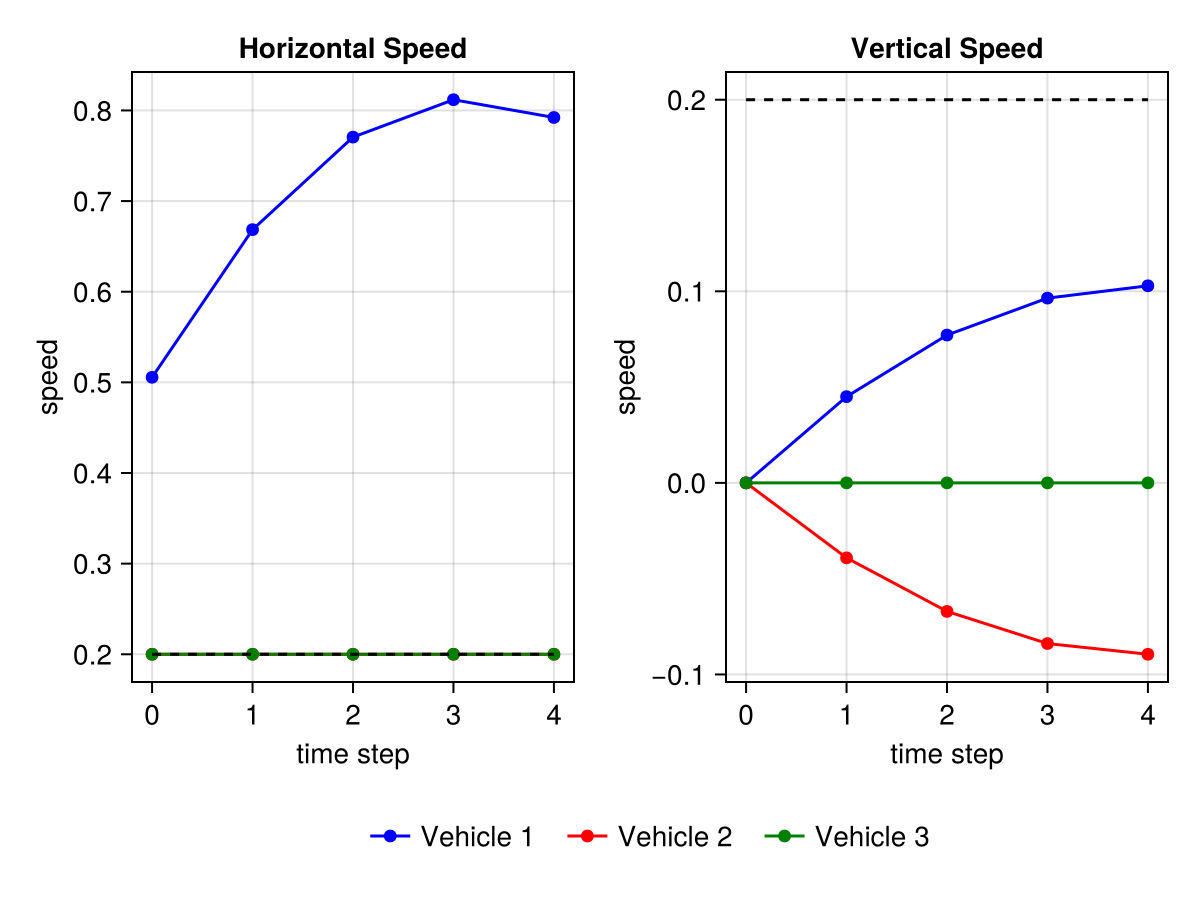 Horizontal Speed
0.8
0.7
0.6
0.5
0.4
0.3
0.2
speed
0 1 2 3 4
time step
Vertical Speed
0.2
0.1
0.0
−0.1
speed
0 1 2 3 4
time step
Vehicle 1 Vehicle 2 Vehicle 3